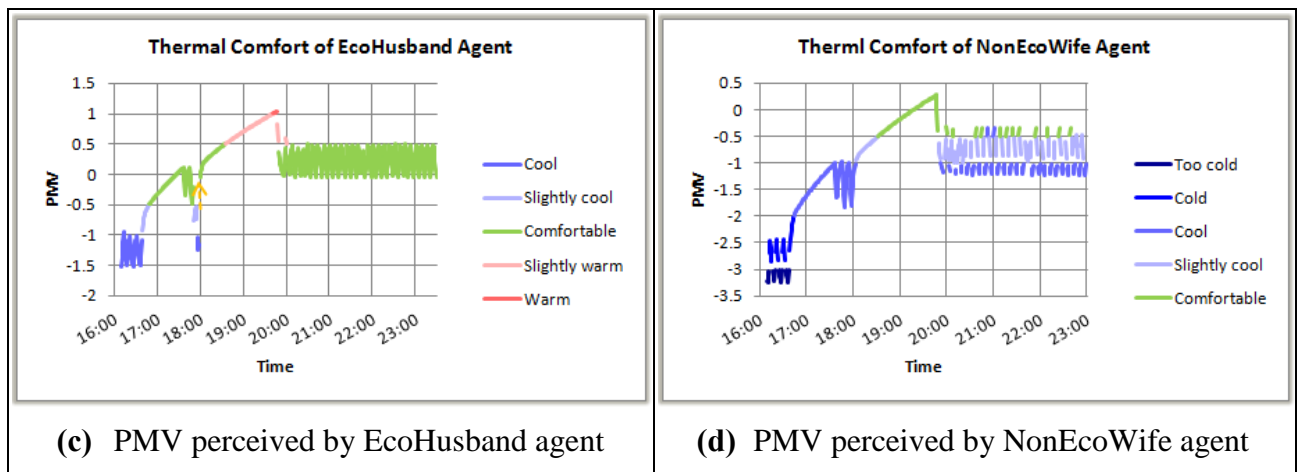 Thermal Comfort of EcoHusband Agent
1.5
1
0.5
0
-0.5
-1
-1.5
-2
PMV
16:00
17:00
18:00
19:00
20:00
21:00
22:00
23:00
Time
Cool
Slightly cool
Comfortable
Slightly warm
Warm
(c) PMV perceived by EcoHusband agent
Therml Comfort of NonEcoWife Agent
0.5
0
-0.5
-1
-1.5
-2
-2.5
-3
-3.5
PMV
16:00
17:00
18:00
19:00
20:00
21:00
22:00
23:00
Time
Too cold
Cold
Cool
Slightly cool
Comfortable
(d) PMV perceived by NonEcoWife agent